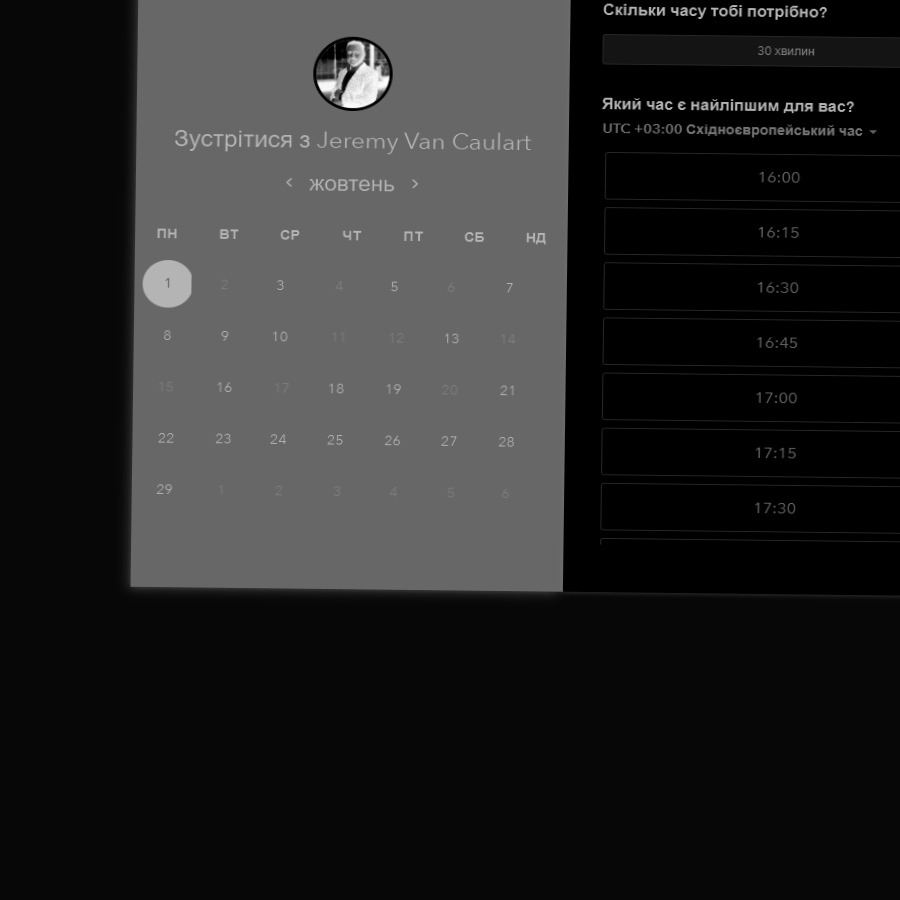 Зустрітися з Jeremy Van Caulart
жовтень
ПН ВТ СР ЧТ ПТ СБ НД
1 2 3 4 5 6 7
8 9 10 11 12 13 14
15 16 17 18 19 20 21
22 23 24 25 26 27 28
29 1 2 3 4 5 6
Скільки часу тобі потрібно?
30 хвилин
Який час є найліпшим для вас?
UTC +03:00 Східноєвропейський час
16:00
16:15
16:30
16:45
17:00
17:15
17:30